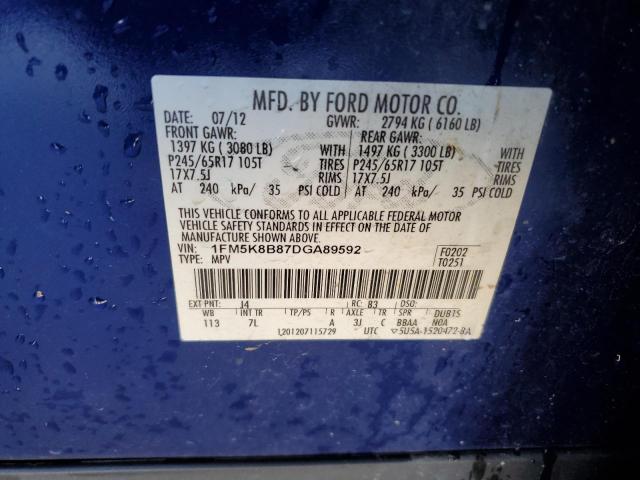 MFD. BY FORD MOTOR CO.
DATE: 07/12 GVWR: 2794 KG ( 6160 LB)
FRONT GAWR: REAR GAWR:
1397 KG ( 3080 LB) WITH 1497 KG ( 3300 LB) WITH
P245/65R17 105T TIRES P245/65R17 105T TIRES
17X7.5J RIMS 17X7.5J RIMS
AT 240 kPa/ 35 PSI COLD AT 240 kPa/ 35 PSI COLD
THIS VEHICLE CONFORMS TO ALL APPLICABLE FEDERAL MOTOR
VEHICLE SAFETY STANDARDS IN EFFECT ON THE DATE OF
MANUFACTURE SHOWN ABOVE.
VIN: 1FM5K8B87DGA89592 F0202
TYPE: MPV T0251
EXT PNT: J4 RC: 83 DSO:
WB INT TR TP/PS R AXLE TR SPR DUB1S
113 7L A 3J C BBAA N0A
1201207115729 UTC 5U5A-1520472-BA